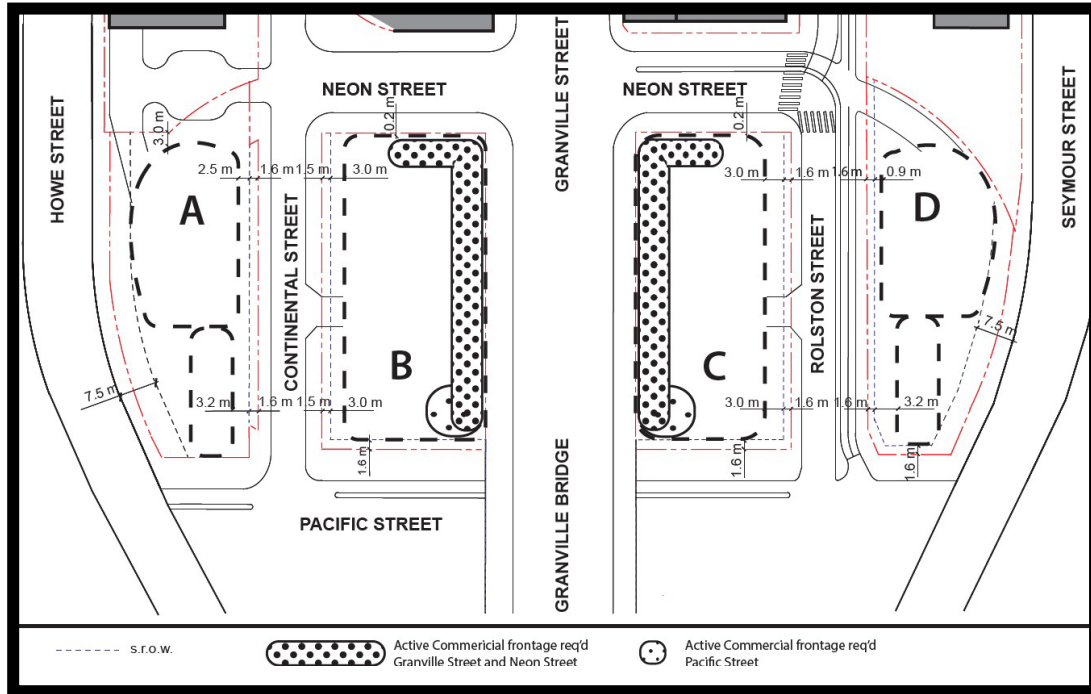 HOWE STREET
GRANVILLE STREET
SEYMOUR STREET
NEON STREET
NEON STREET
3.0 m
0.2 m
0.2 m
2.5 m
1.6 m
1.5 m
3.0 m
3.0 m
1.6 m
1.6 m
0.9 m
A
D
CONTINENTAL STREET
ROLSTON STREET
B
C
7.5 m
7.5 m
3.2 m
1.6 m
1.5 m
3.0 m
3.0 m
1.6 m
1.6 m
3.2 m
1.6 m
1.6 m
1.6 m
GRANVILLE BRIDGE
PACIFIC STREET
s.r.o.w.
Active Commericial frontage req'd
Granville Street and Neon Street
Active Commercial frontage req'd
Pacific Street